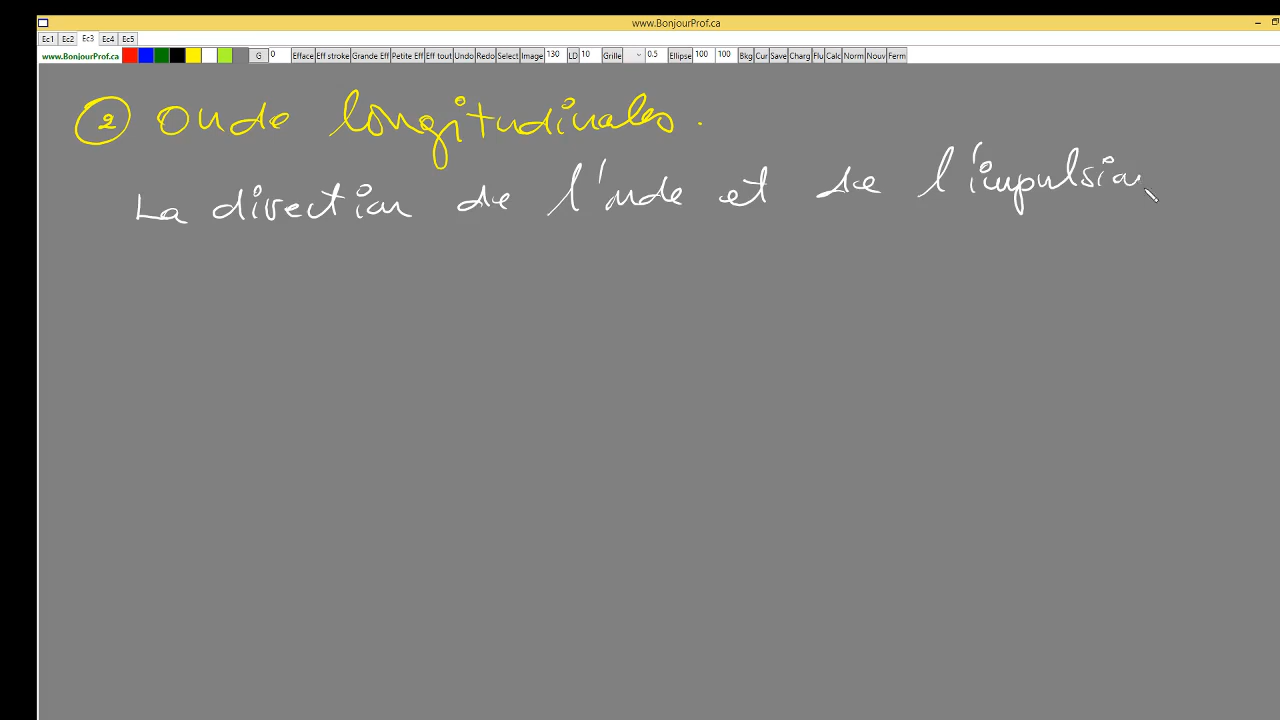 www.BonjourProf.ca
Ec1 Ec2 Ec3 Ec4 Ec5
www.BonjourProf.ca G 0 Efface Eff stroke Grande Eff Petite Eff Eff tout Undo Redo Select Image 130 LD 10 Grille 0.5 Ellipse 100 100 Bkg Cur Save Charg Flu Calc Norm Nouv Ferm
2 Onde longitudinales.
La direction de l'onde et de l'impulsion